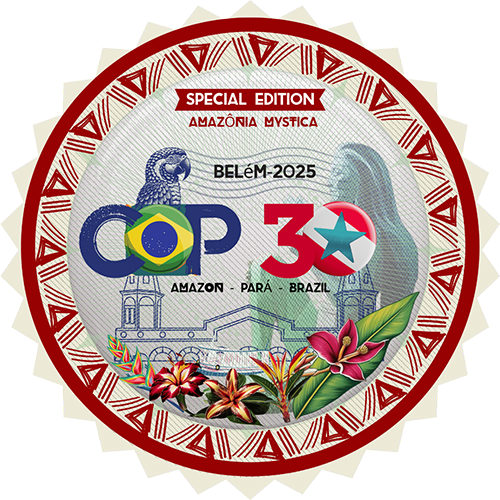 SPECIAL EDITION
AMAZÔNIA MYSTICA
BELéM-2025
COP 30
AMAZON - PARÁ - BRAZIL